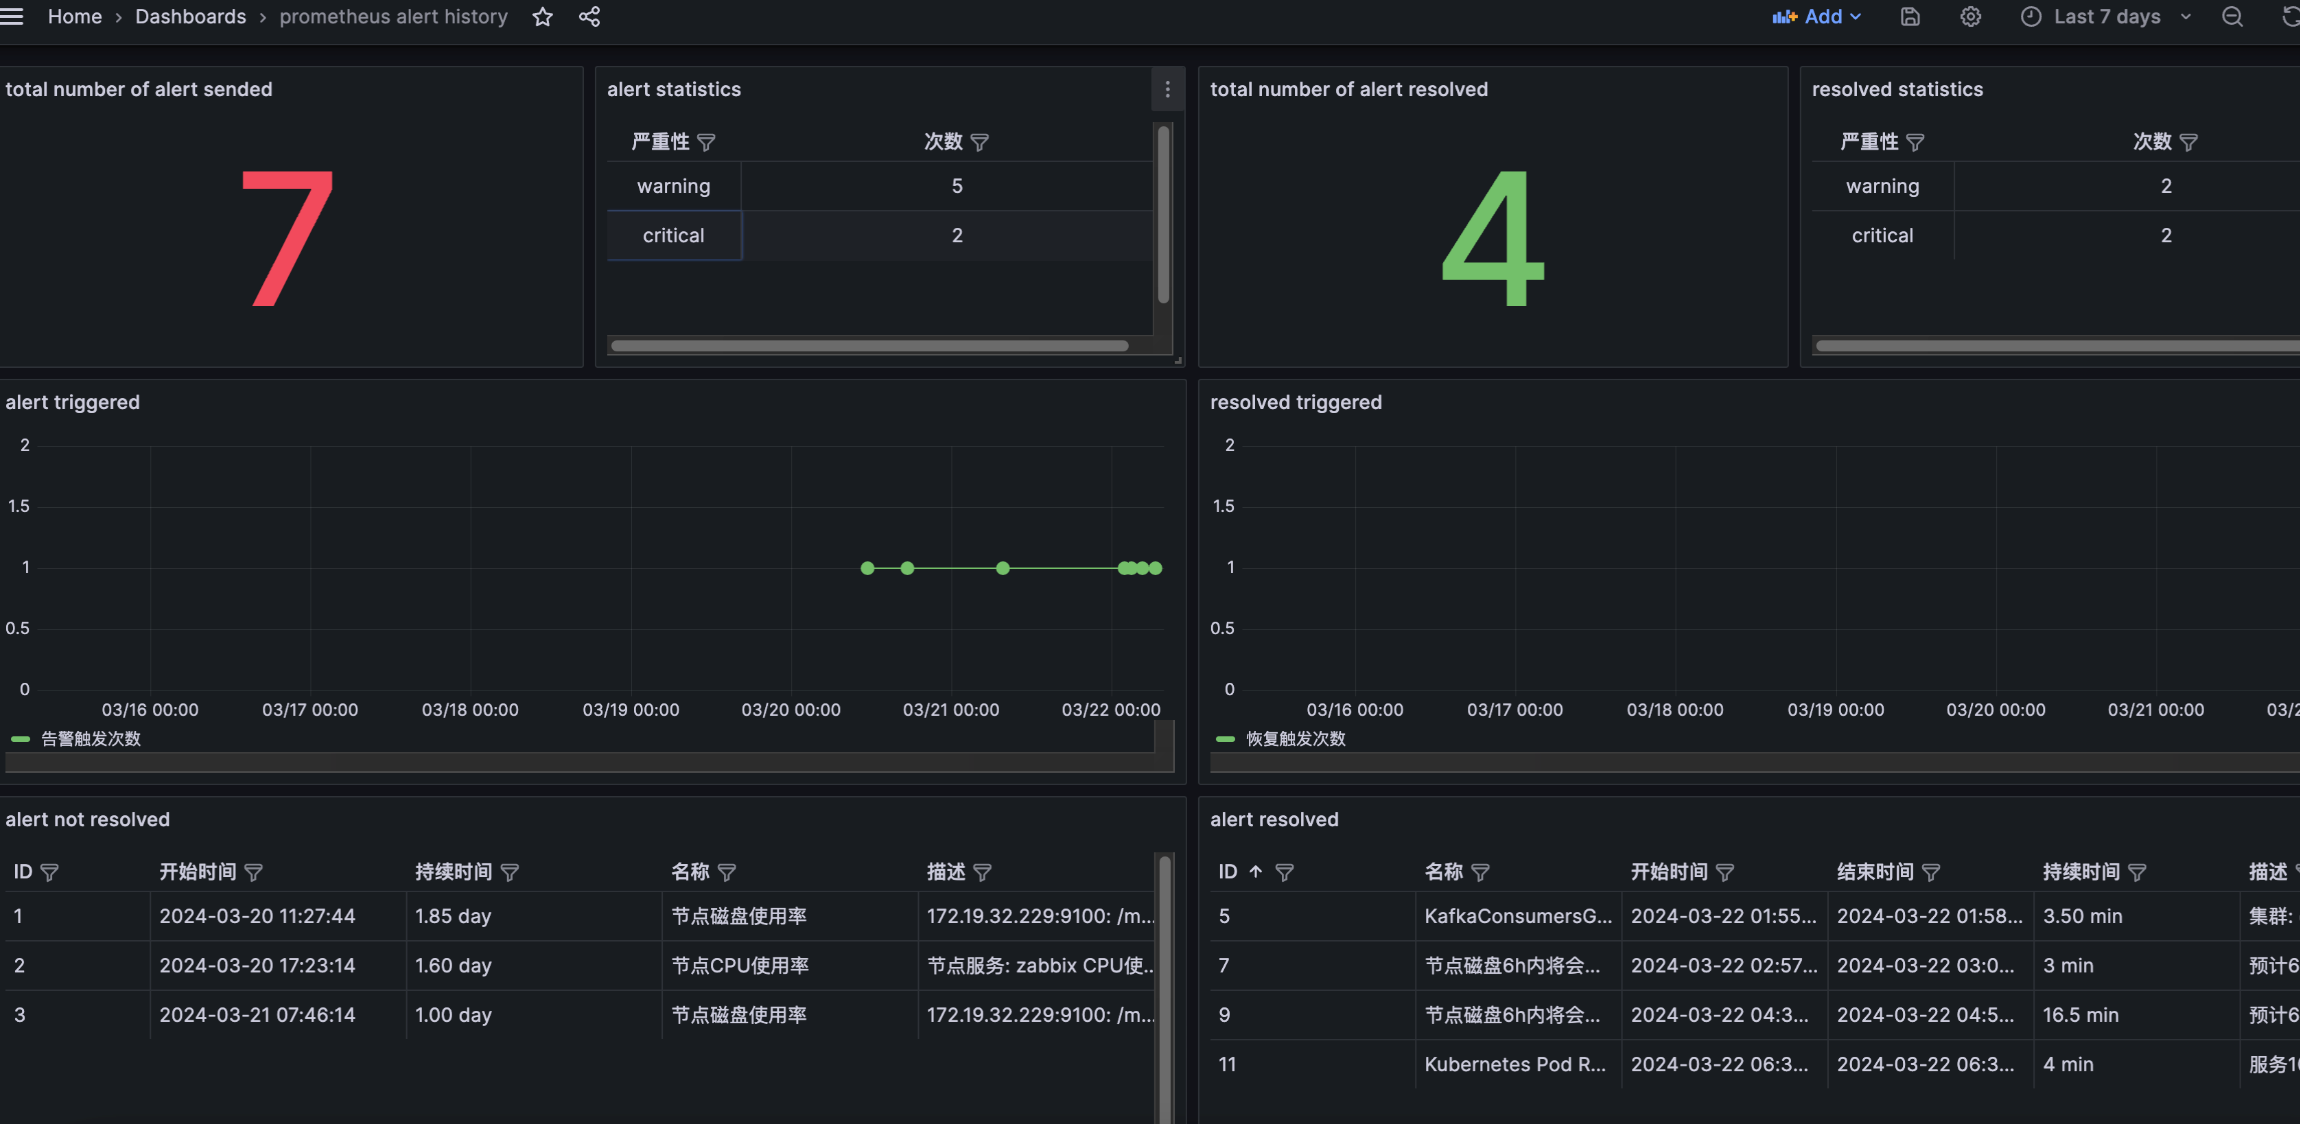 Home › Dashboards › prometheus alert history
Add
Last 7 days
total number of alert sended
7
alert statistics
严重性 次数
warning 5
critical 2
total number of alert resolved
4
resolved statistics
严重性 次数
warning 2
critical 2
alert triggered
2
1.5
1
0.5
0
03/16 00:00 03/17 00:00 03/18 00:00 03/19 00:00 03/20 00:00 03/21 00:00 03/22 00:00
告警触发次数
resolved triggered
2
1.5
1
0.5
0
03/16 00:00 03/17 00:00 03/18 00:00 03/19 00:00 03/20 00:00 03/21 00:00 03/2
恢复触发次数
alert not resolved
ID 开始时间 持续时间 名称 描述
1 2024-03-20 11:27:44 1.85 day 节点磁盘使用率 172.19.32.229:9100: /m...
2 2024-03-20 17:23:14 1.60 day 节点CPU使用率 节点服务: zabbix CPU使...
3 2024-03-21 07:46:14 1.00 day 节点磁盘使用率 172.19.32.229:9100: /m...
alert resolved
ID 名称 开始时间 结束时间 持续时间 描述
5 KafkaConsumersG... 2024-03-22 01:55... 2024-03-22 01:58... 3.50 min 集群:
7 节点磁盘6h内将会... 2024-03-22 02:57... 2024-03-22 03:0... 3 min 预计6
9 节点磁盘6h内将会... 2024-03-22 04:3... 2024-03-22 04:5... 16.5 min 预计6
11 Kubernetes Pod R... 2024-03-22 06:3... 2024-03-22 06:3... 4 min 服务1